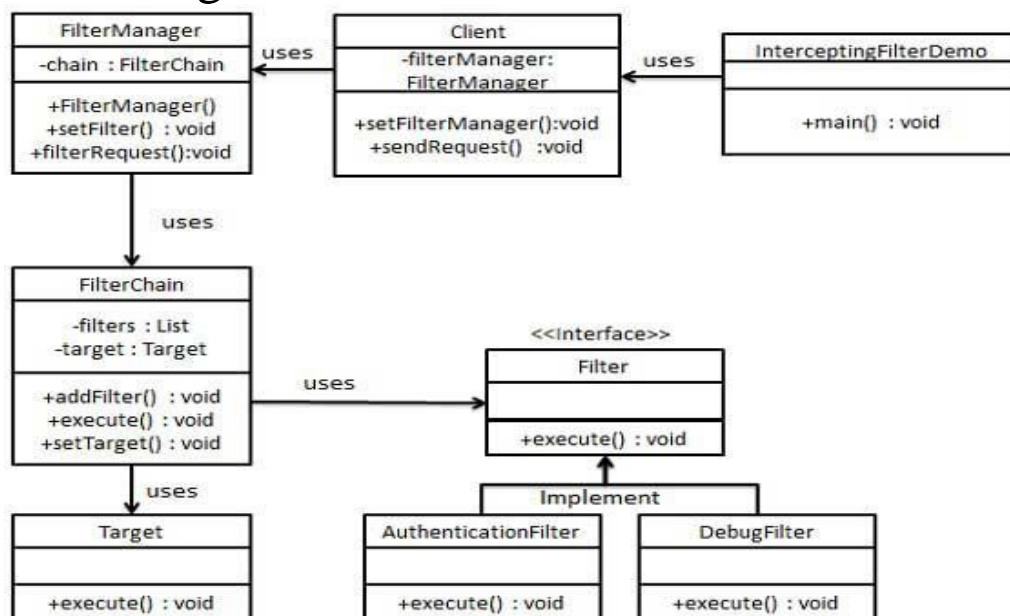 FilterManager
-chain : FilterChain
+FilterManager()
+setFilter() : void
+filterRequest():void
uses
Client
-filterManager:
FilterManager
+setFilterManager():void
+sendRequest() :void
uses
InterceptingFilterDemo
+main() : void
uses
FilterChain
-filters : List
-target : Target
+addFilter() : void
+execute() : void
+setTarget() : void
uses
<<Interface>>
Filter
+execute() : void
uses
Implement
Target
+execute() : void
AuthenticationFilter
+execute() : void
DebugFilter
+execute() : void